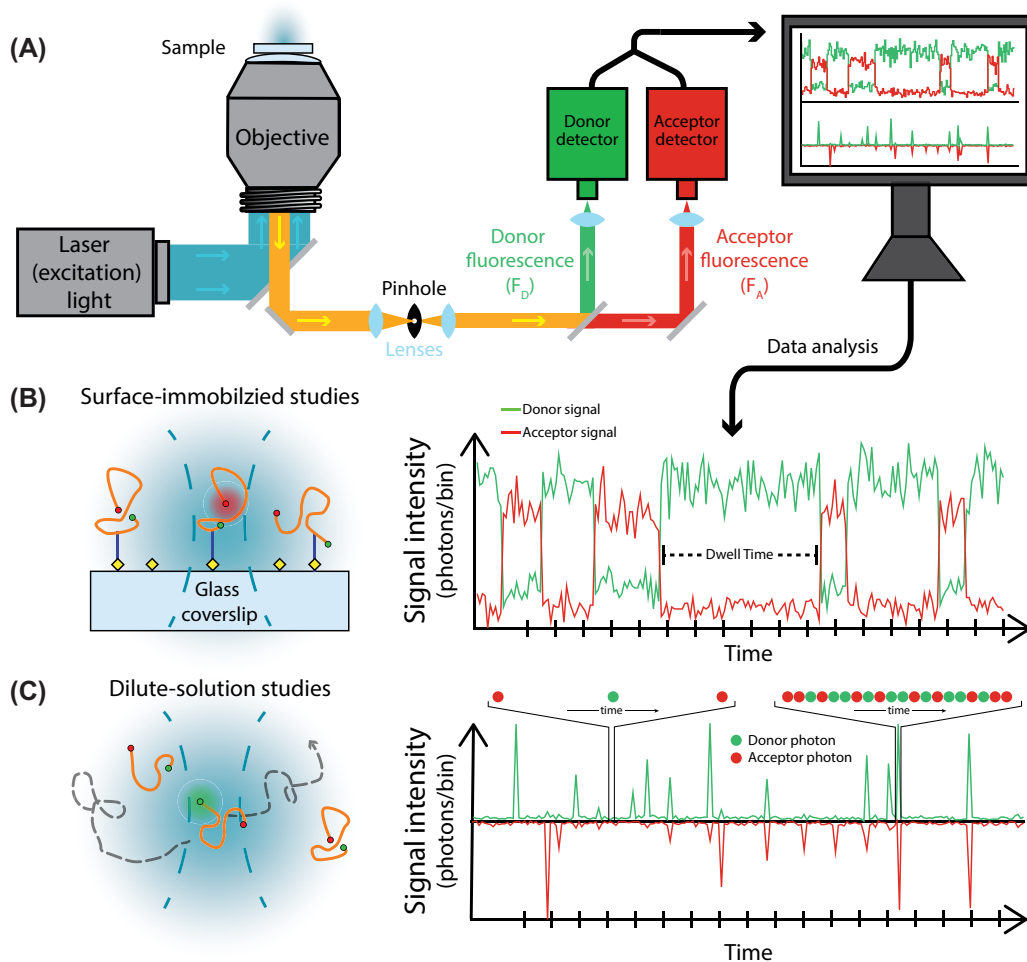 (A)
Sample
Objective
Laser
(excitation)
light
Pinhole
Lenses
Donor
detector
Acceptor
detector
Donor
fluorescence
(F_D)
Acceptor
fluorescence
(F_A)
Data analysis
(B)
Surface-immobilzied studies
Glass
coverslip
Donor signal
Acceptor signal
Signal intensity
(photons/bin)
Dwell Time
Time
(C)
Dilute-solution studies
time
time
Donor photon
Acceptor photon
Signal intensity
(photons/bin)
Time